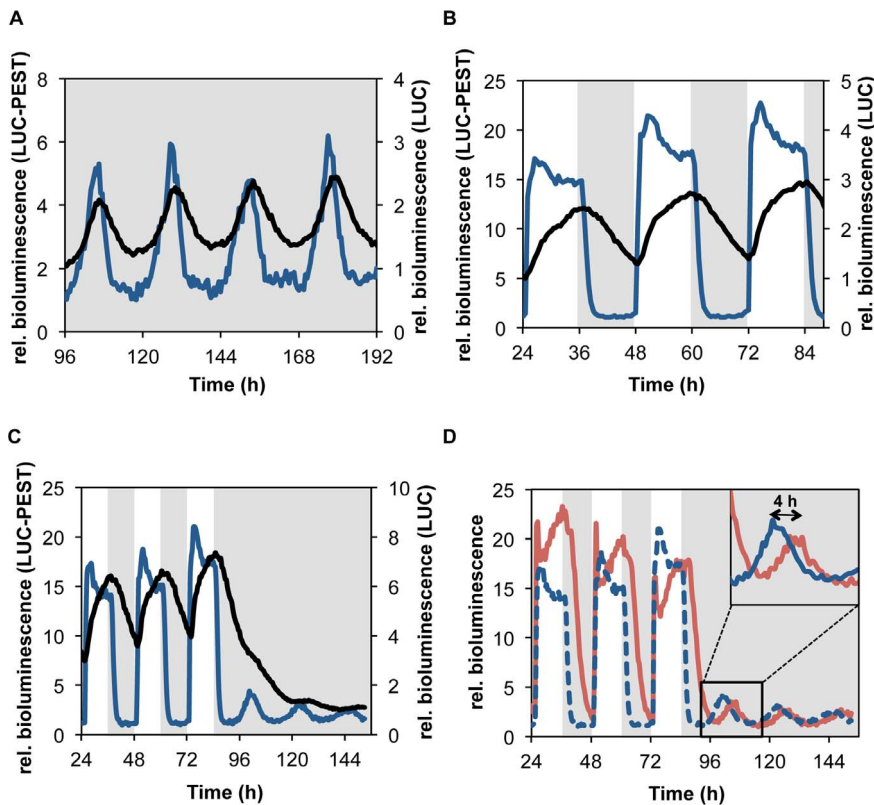 A
rel. bioluminescence (LUC-PEST)
8
6
4
2
0
4
3
2
1
0
rel. bioluminescence (LUC)
96 120 144 168 192
Time (h)
B
rel. bioluminescence (LUC-PEST)
25
20
15
10
5
0
5
4
3
2
1
0
rel. bioluminescence (LUC)
24 36 48 60 72 84
Time (h)
C
rel. bioluminescence (LUC-PEST)
25
20
15
10
5
0
10
8
6
4
2
0
rel. bioluminescence (LUC)
24 48 72 96 120 144
Time (h)
D
rel. bioluminescence
25
20
15
10
5
0
4 h
24 48 72 96 120 144
Time (h)